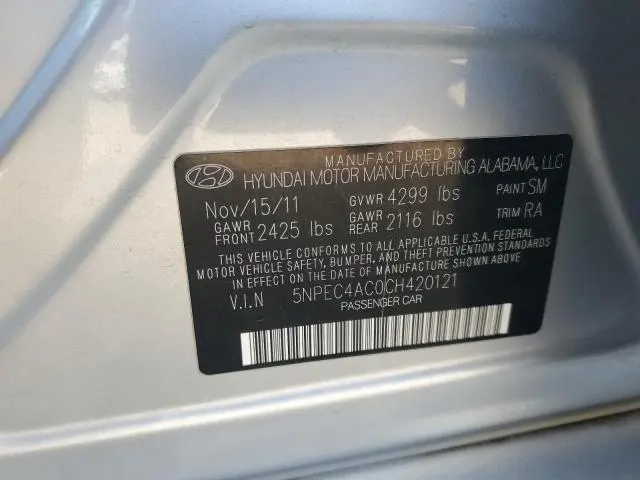 MANUFACTURED BY
HYUNDAI MOTOR MANUFACTURING ALABAMA, LLC
Nov/15/11 GVWR 4299 lbs PAINT SM
GAWR FRONT 2425 lbs GAWR REAR 2116 lbs TRIM RA
THIS VEHICLE CONFORMS TO ALL APPLICABLE U.S.A. FEDERAL
MOTOR VEHICLE SAFETY, BUMPER, AND THEFT PREVENTION STANDARDS
IN EFFECT ON THE DATE OF MANUFACTURE SHOWN ABOVE
V.I.N 5NPEC4AC0CH420121
PASSENGER CAR